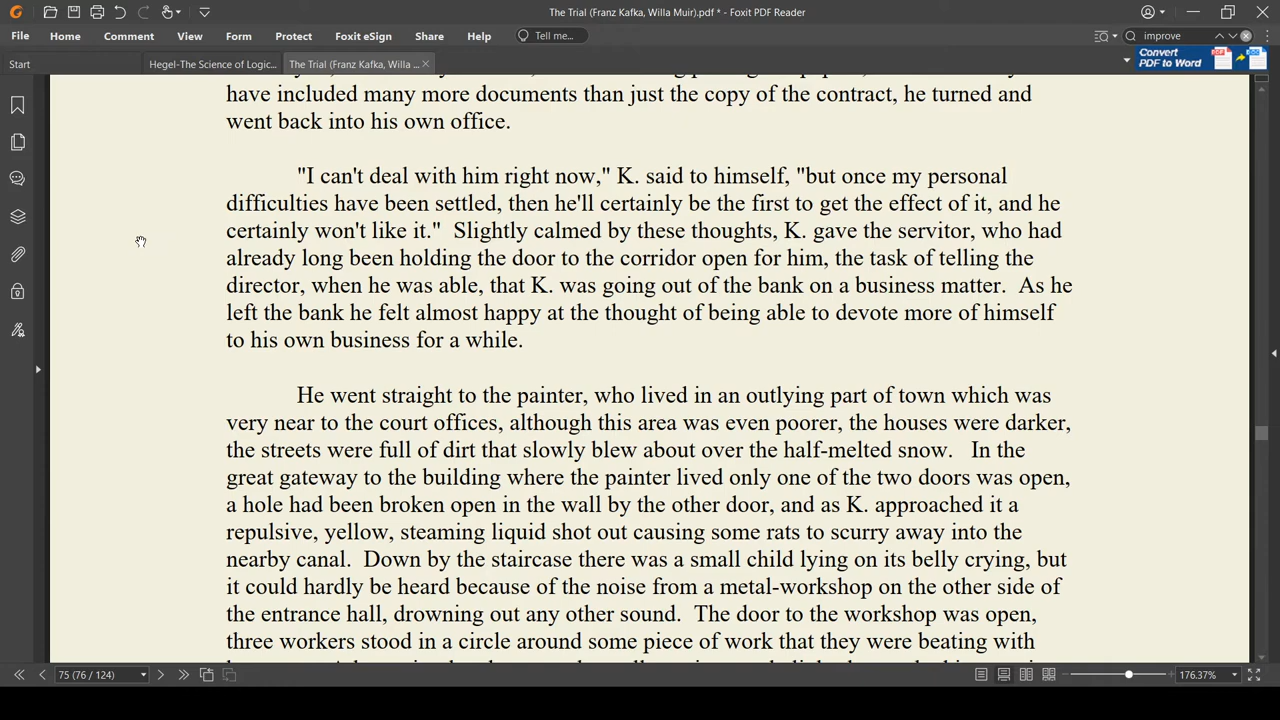 The Trial (Franz Kafka, Willa Muir).pdf * - Foxit PDF Reader
File Home Comment View Form Protect Foxit eSign Share Help Tell me... improve
Start Hegel-The Science of Logic... The Trial (Franz Kafka, Willa ...
Convert
PDF to Word
have included many more documents than just the copy of the contract, he turned and
went back into his own office.
"I can't deal with him right now," K. said to himself, "but once my personal
difficulties have been settled, then he'll certainly be the first to get the effect of it, and he
certainly won't like it." Slightly calmed by these thoughts, K. gave the servitor, who had
already long been holding the door to the corridor open for him, the task of telling the
director, when he was able, that K. was going out of the bank on a business matter. As he
left the bank he felt almost happy at the thought of being able to devote more of himself
to his own business for a while.
He went straight to the painter, who lived in an outlying part of town which was
very near to the court offices, although this area was even poorer, the houses were darker,
the streets were full of dirt that slowly blew about over the half-melted snow. In the
great gateway to the building where the painter lived only one of the two doors was open,
a hole had been broken open in the wall by the other door, and as K. approached it a
repulsive, yellow, steaming liquid shot out causing some rats to scurry away into the
nearby canal. Down by the staircase there was a small child lying on its belly crying, but
it could hardly be heard because of the noise from a metal-workshop on the other side of
the entrance hall, drowning out any other sound. The door to the workshop was open,
three workers stood in a circle around some piece of work that they were beating with
75 (76 / 124) 176.37%